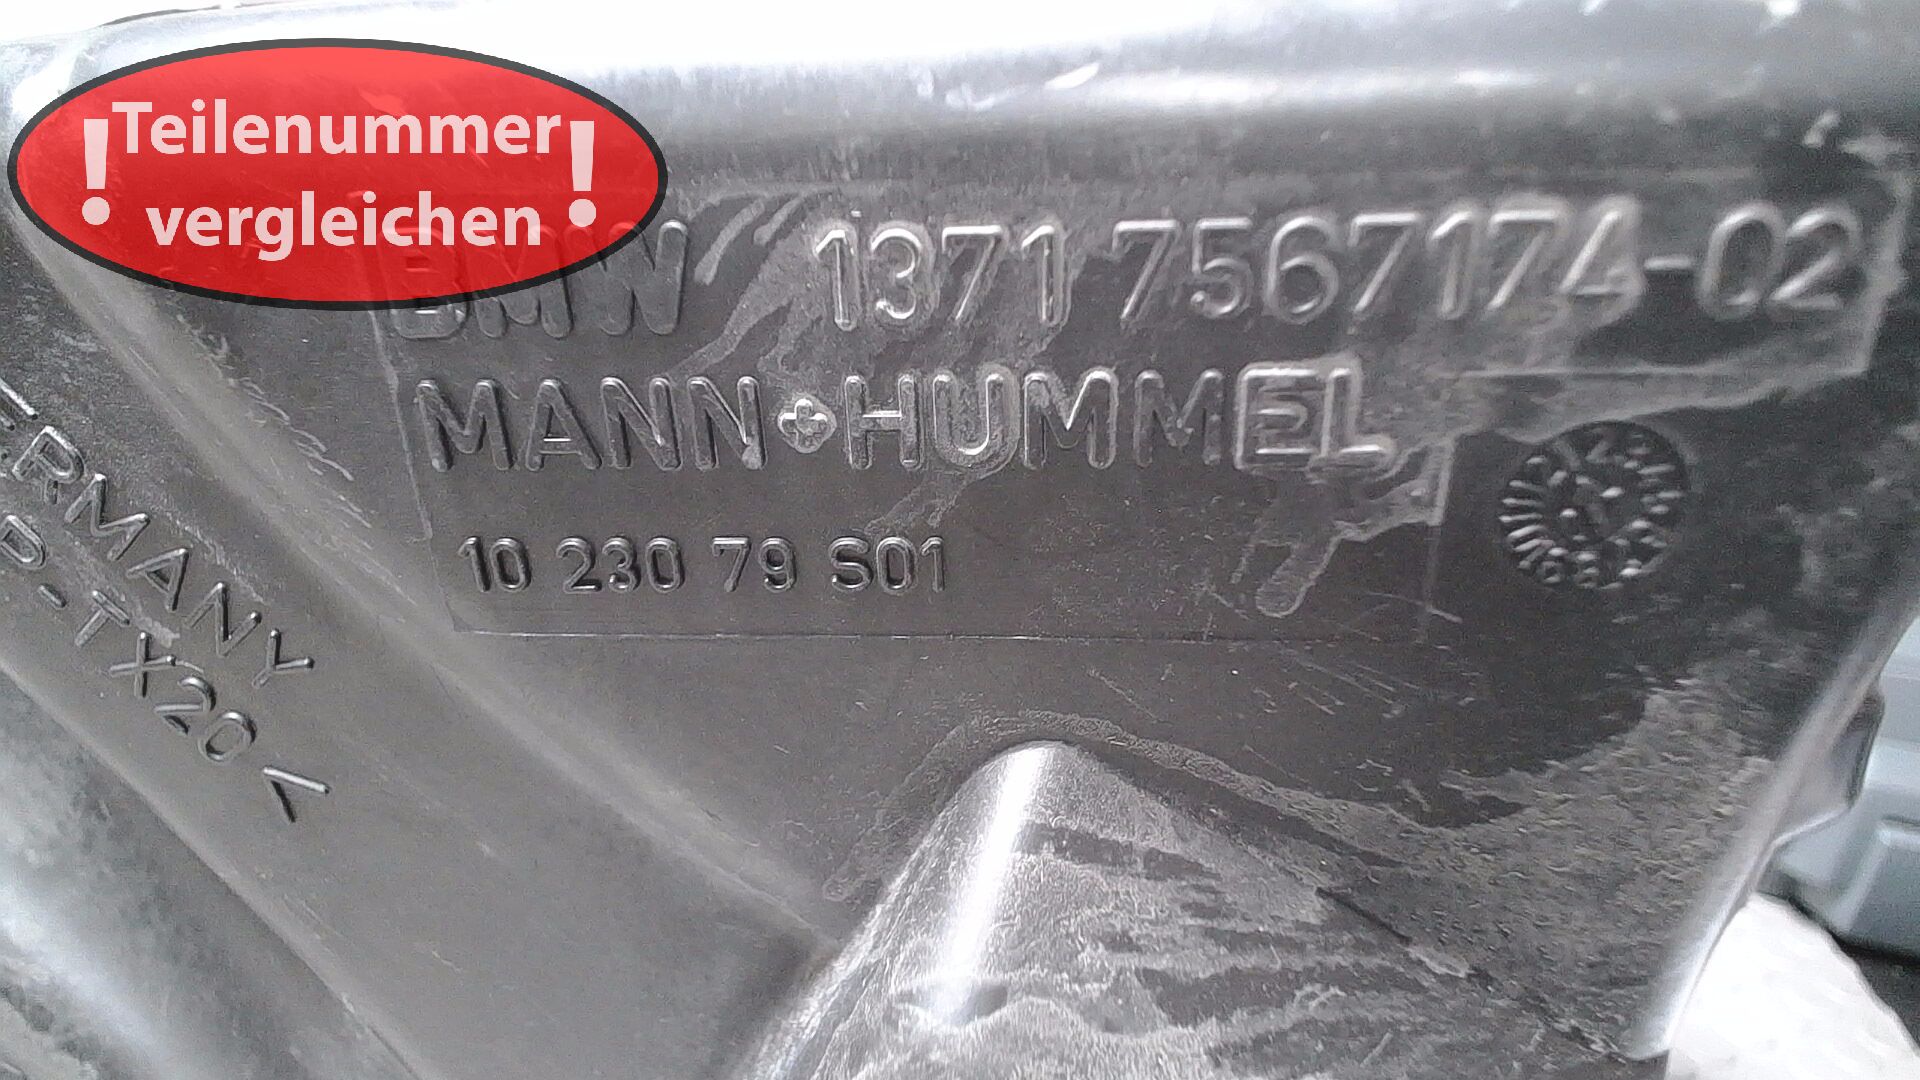 !Teilenummer!
vergleichen
BMW 1371 7567174-02
MANN+HUMMEL
10 230 79 S01
ERMANY
P-TX20 <